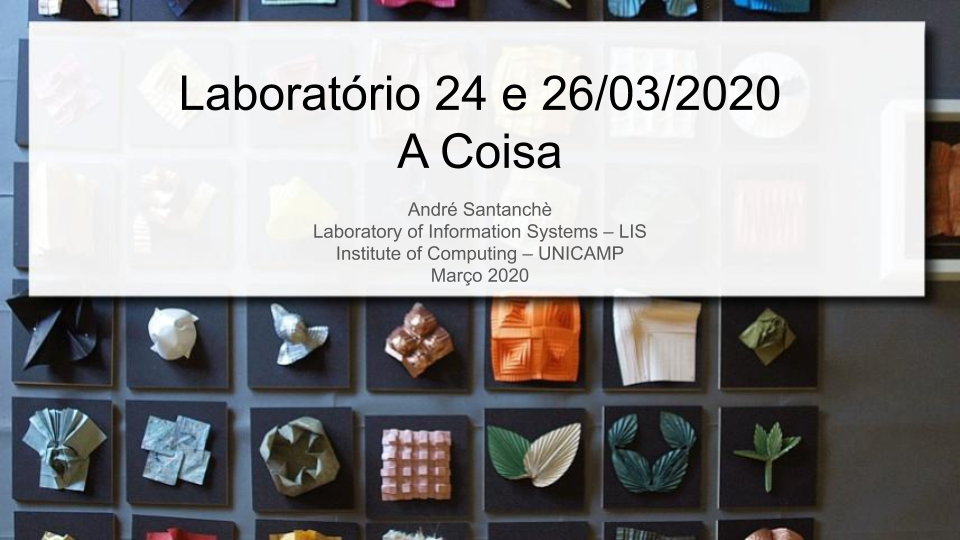 Laboratório 24 e 26/03/2020
A Coisa
André Santanchè
Laboratory of Information Systems – LIS
Institute of Computing – UNICAMP
Março 2020